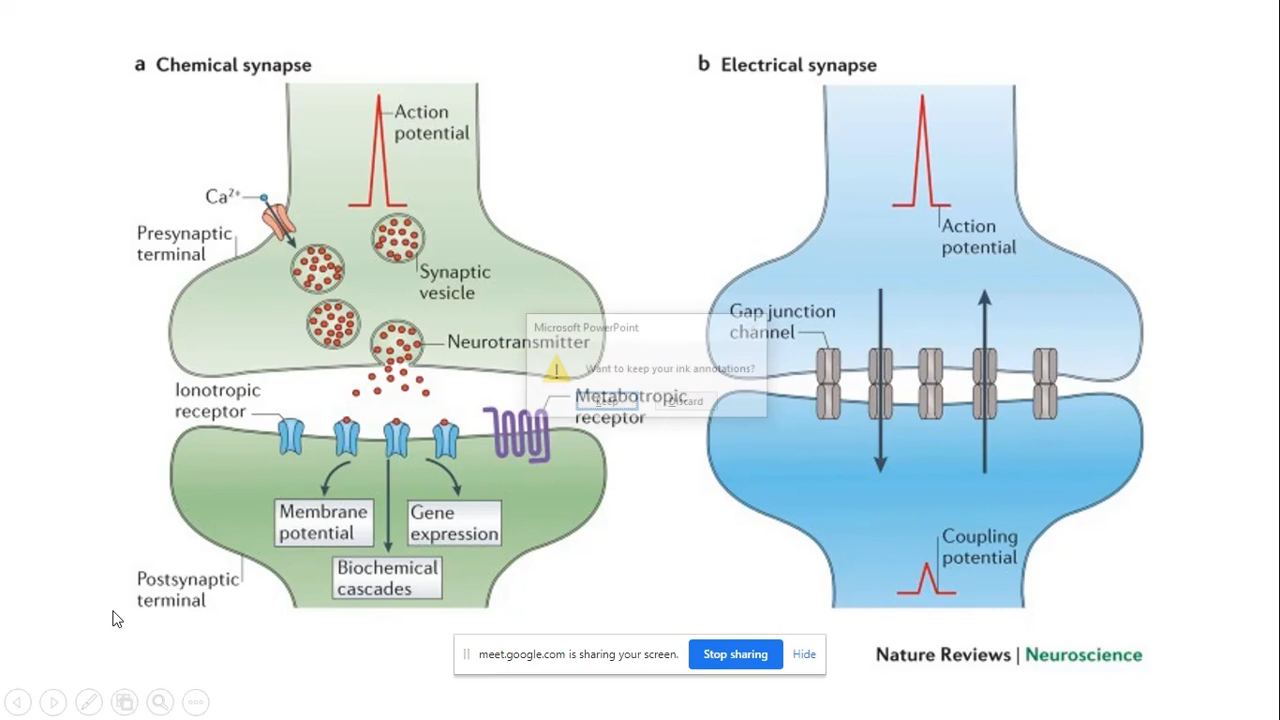 a Chemical synapse
Action
potential
Ca²⁺
Presynaptic
terminal
Synaptic
vesicle
Neurotransmitter
Ionotropic
receptor
Metabotropic
receptor
Membrane
potential
Gene
expression
Biochemical
cascades
Postsynaptic
terminal
b Electrical synapse
Action
potential
Gap junction
channel
Coupling
potential
Microsoft PowerPoint
Want to keep your ink annotations?
Keep
Discard
meet.google.com is sharing your screen.
Stop sharing
Hide
Nature Reviews | Neuroscience